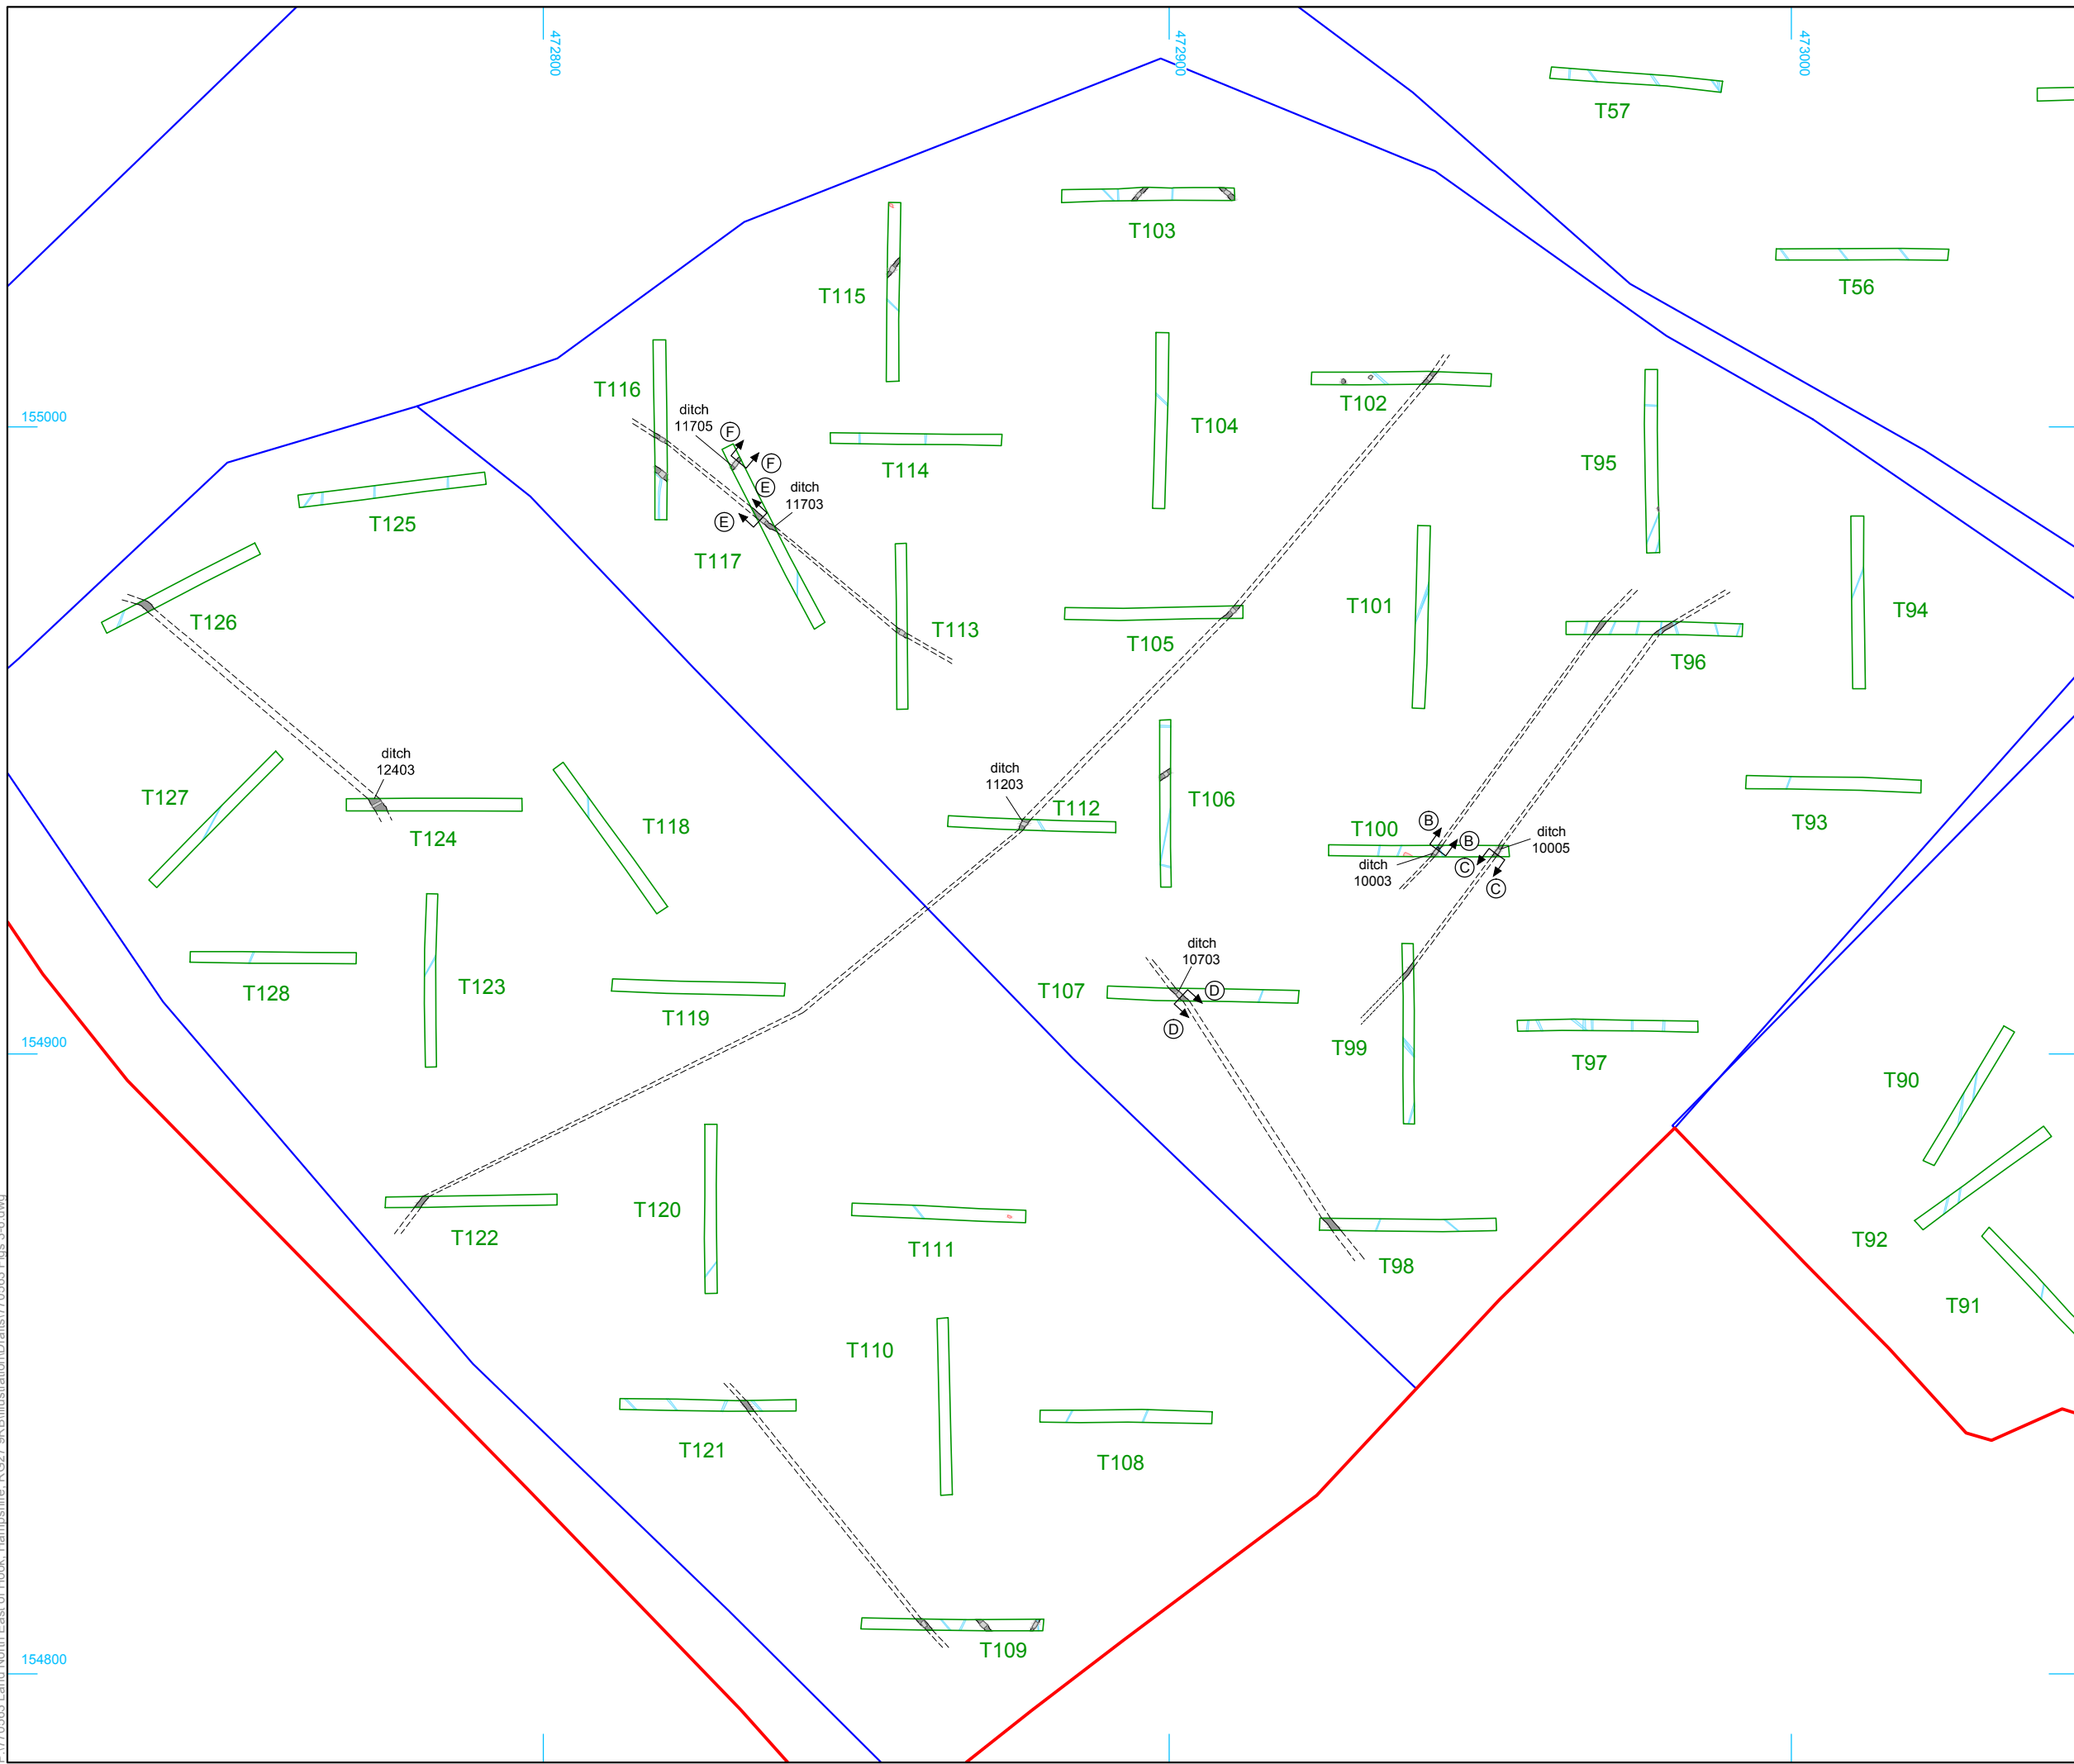 472800
472900
473000
T57
T103
T56
T115
T116
155000
T102
T104
ditch
11705
F
F
T95
T114
E
ditch
11703
T125
E
T117
T101
T94
T126
T113
T105
T96
ditch
12403
ditch
11203
T127
T106
T112
T93
T118
B
T100
T124
B
ditch
10005
C
ditch
10003
C
ditch
10703
T123
T107
D
T128
T119
D
154900
T99
T97
T90
T120
T122
T92
T111
T98
T91
T110
T121
T108
T109
154800